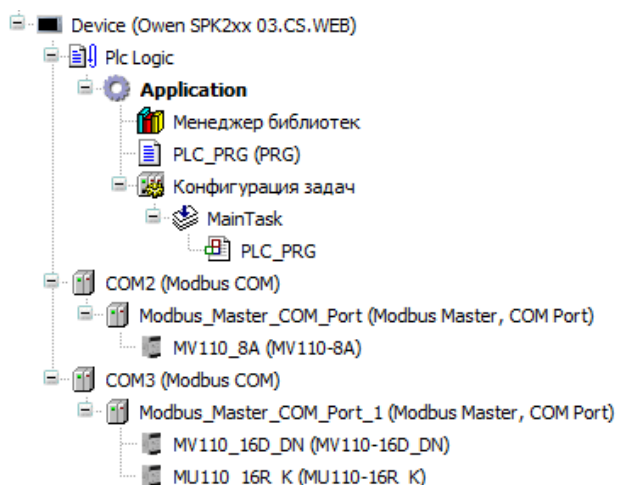 Device (Owen SPK2xx 03.CS.WEB)
Plc Logic
Application
Менеджер библиотек
PLC_PRG (PRG)
Конфигурация задач
MainTask
PLC_PRG
COM2 (Modbus COM)
Modbus_Master_COM_Port (Modbus Master, COM Port)
MV110_8A (MV110-8A)
COM3 (Modbus COM)
Modbus_Master_COM_Port_1 (Modbus Master, COM Port)
MV110_16D_DN (MV110-16D_DN)
MU110_16R_K (MU110-16R_K)